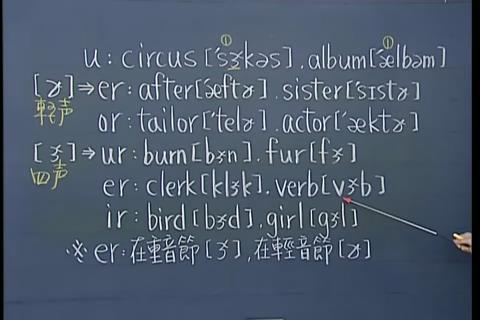 ① ①
u: circus [ˈsɝkəs]. album [ˈælbəm]
[ɚ] ⇒ er: after [ˈæftɚ]. sister [ˈsɪstɚ]
輕声 or: tailor [ˈtelɚ]. actor [ˈæktɚ]
[ɝ] ⇒ ur: burn [bɝn]. fur [fɝ]
四声 er: clerk [klɝk]. verb [vɝb]
ir: bird [bɝd]. girl [gɝl]
※ er: 在重音節 [ɝ], 在輕音節 [ɚ]